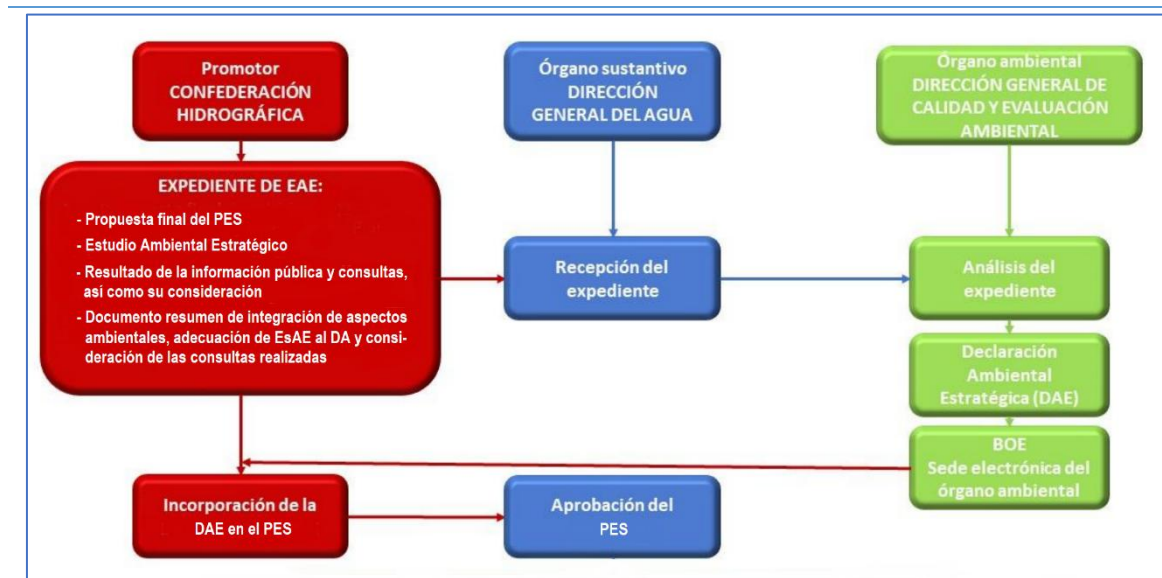 Promotor
CONFEDERACIÓN
HIDROGRÁFICA
Órgano sustantivo
DIRECCIÓN
GENERAL DEL AGUA
Órgano ambiental
DIRECCIÓN GENERAL DE
CALIDAD Y EVALUACIÓN
AMBIENTAL
EXPEDIENTE DE EAE:
- Propuesta final del PES
- Estudio Ambiental Estratégico
- Resultado de la información pública y consultas,
así como su consideración
- Documento resumen de integración de aspectos
ambientales, adecuación de EsAE al DA y consi-
deración de las consultas realizadas
Recepción del
expediente
Análisis del
expediente
Declaración
Ambiental
Estratégica (DAE)
BOE
Sede electrónica del
órgano ambiental
Incorporación de la
DAE en el PES
Aprobación del
PES